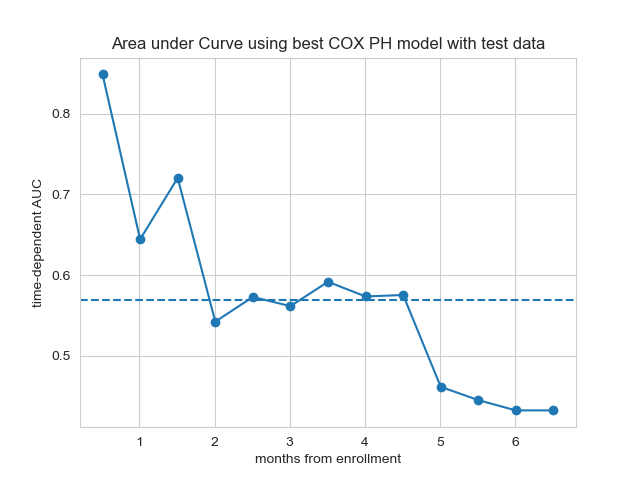 Area under Curve using best COX PH model with test data
time-dependent AUC
0.8
0.7
0.6
0.5
1 2 3 4 5 6
months from enrollment